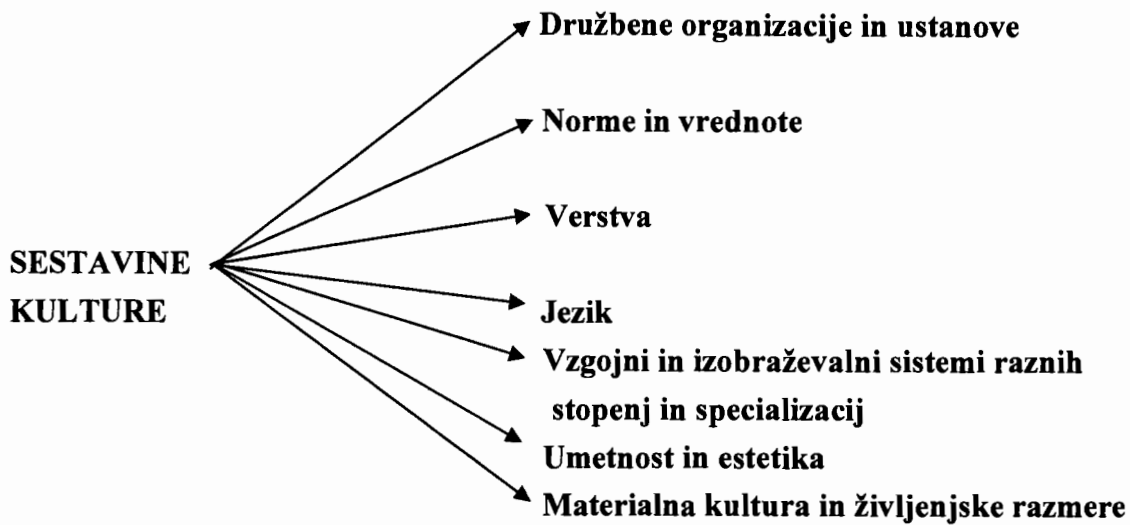 Družbene organizacije in ustanove
Norme in vrednote
Verstva
SESTAVINE
KULTURE
Jezik
Vzgojni in izobraževalni sistemi raznih
stopenj in specializacij
Umetnost in estetika
Materialna kultura in življenjske razmere